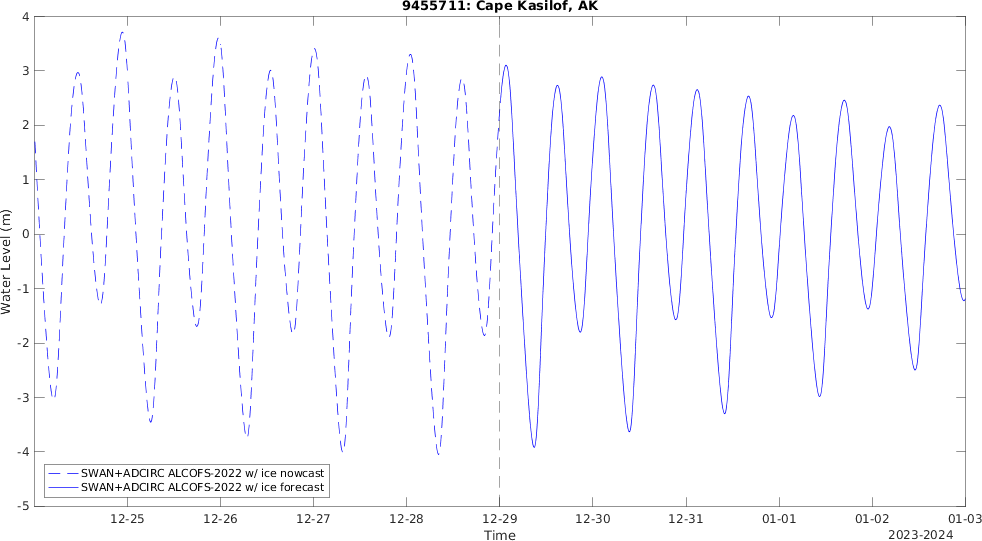 9455711: Cape Kasilof, AK
4
3
2
1
0
-1
-2
-3
-4
-5
Water Level (m)
SWAN+ADCIRC ALCOFS-2022 w/ ice nowcast
SWAN+ADCIRC ALCOFS-2022 w/ ice forecast
12-25 12-26 12-27 12-28 12-29 12-30 12-31 01-01 01-02 01-03
Time
2023-2024